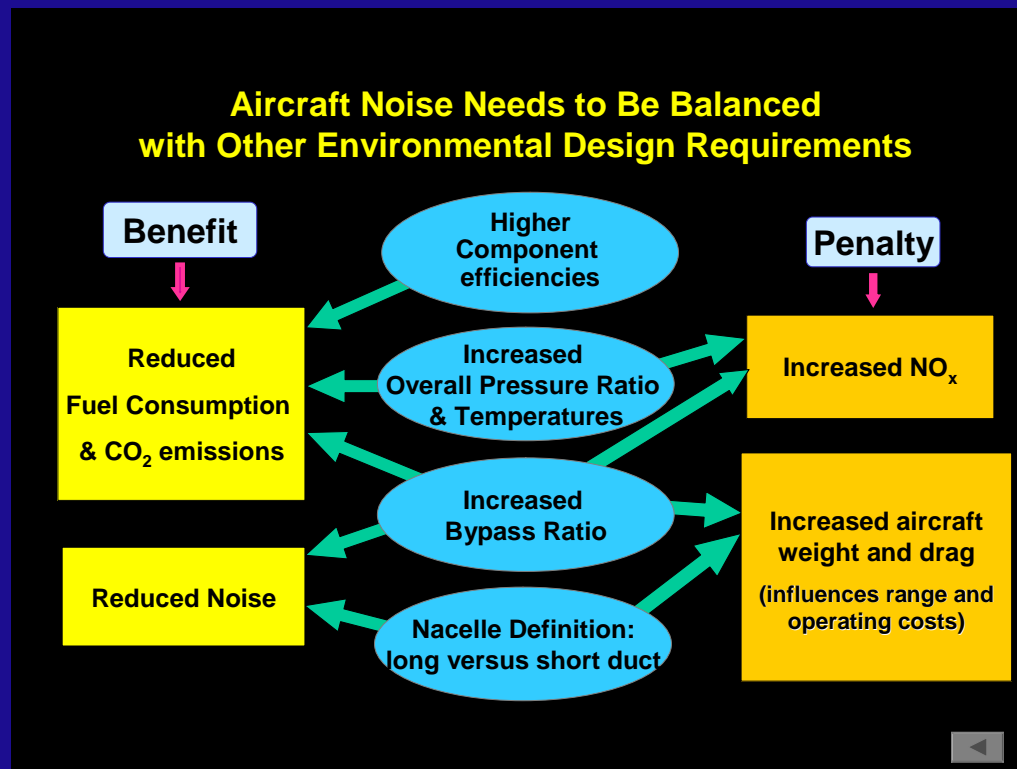 Aircraft Noise Needs to Be Balanced
with Other Environmental Design Requirements
Benefit
Higher
Component
efficiencies
Penalty
Reduced
Fuel Consumption
& CO₂ emissions
Increased
Overall Pressure Ratio
& Temperatures
Increased NOₓ
Increased
Bypass Ratio
Increased aircraft
weight and drag
(influences range and
operating costs)
Reduced Noise
Nacelle Definition:
long versus short duct